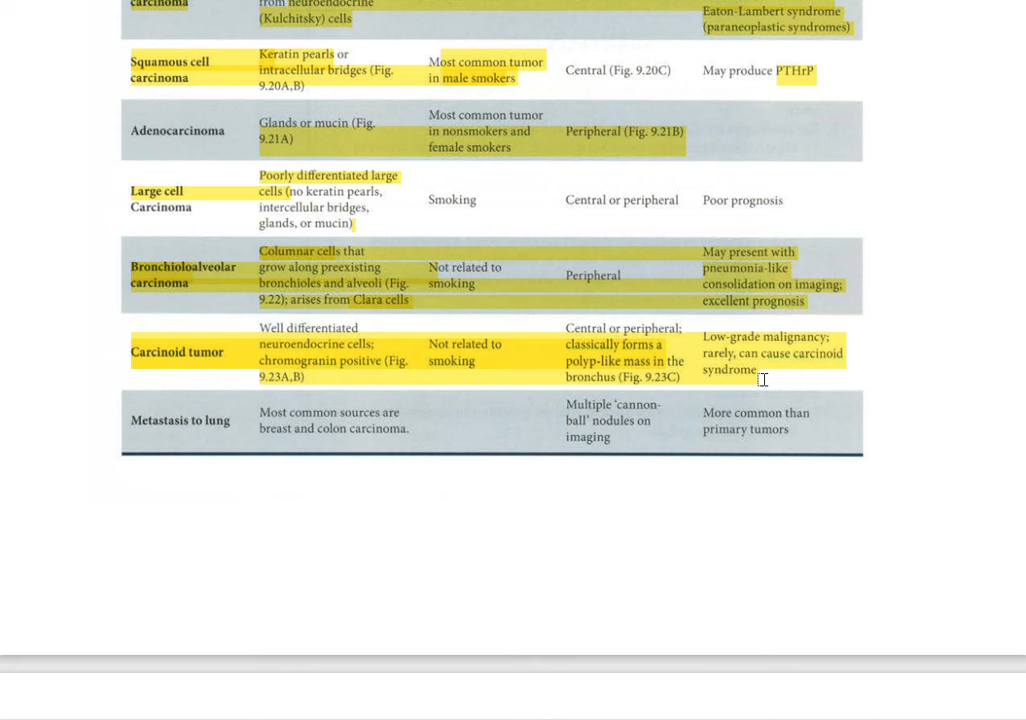 carcinoma
from neuroendocrine
(Kulchitsky) cells
Eaton-Lambert syndrome
(paraneoplastic syndromes)
Squamous cell
carcinoma
Keratin pearls or
intracellular bridges (Fig.
9.20A,B)
Most common tumor
in male smokers
Central (Fig. 9.20C)
May produce PTHrP
Adenocarcinoma
Glands or mucin (Fig.
9.21A)
Most common tumor
in nonsmokers and
female smokers
Peripheral (Fig. 9.21B)
Large cell
Carcinoma
Poorly differentiated large
cells (no keratin pearls,
intercellular bridges,
glands, or mucin)
Smoking
Central or peripheral
Poor prognosis
Bronchioloalveolar
carcinoma
Columnar cells that
grow along preexisting
bronchioles and alveoli (Fig.
9.22); arises from Clara cells
Not related to
smoking
Peripheral
May present with
pneumonia-like
consolidation on imaging;
excellent prognosis
Carcinoid tumor
Well differentiated
neuroendocrine cells;
chromogranin positive (Fig.
9.23A,B)
Not related to
smoking
Central or peripheral;
classically forms a
polyp-like mass in the
bronchus (Fig. 9.23C)
Low-grade malignancy;
rarely, can cause carcinoid
syndrome
Metastasis to lung
Most common sources are
breast and colon carcinoma.
Multiple 'cannon-
ball' nodules on
imaging
More common than
primary tumors